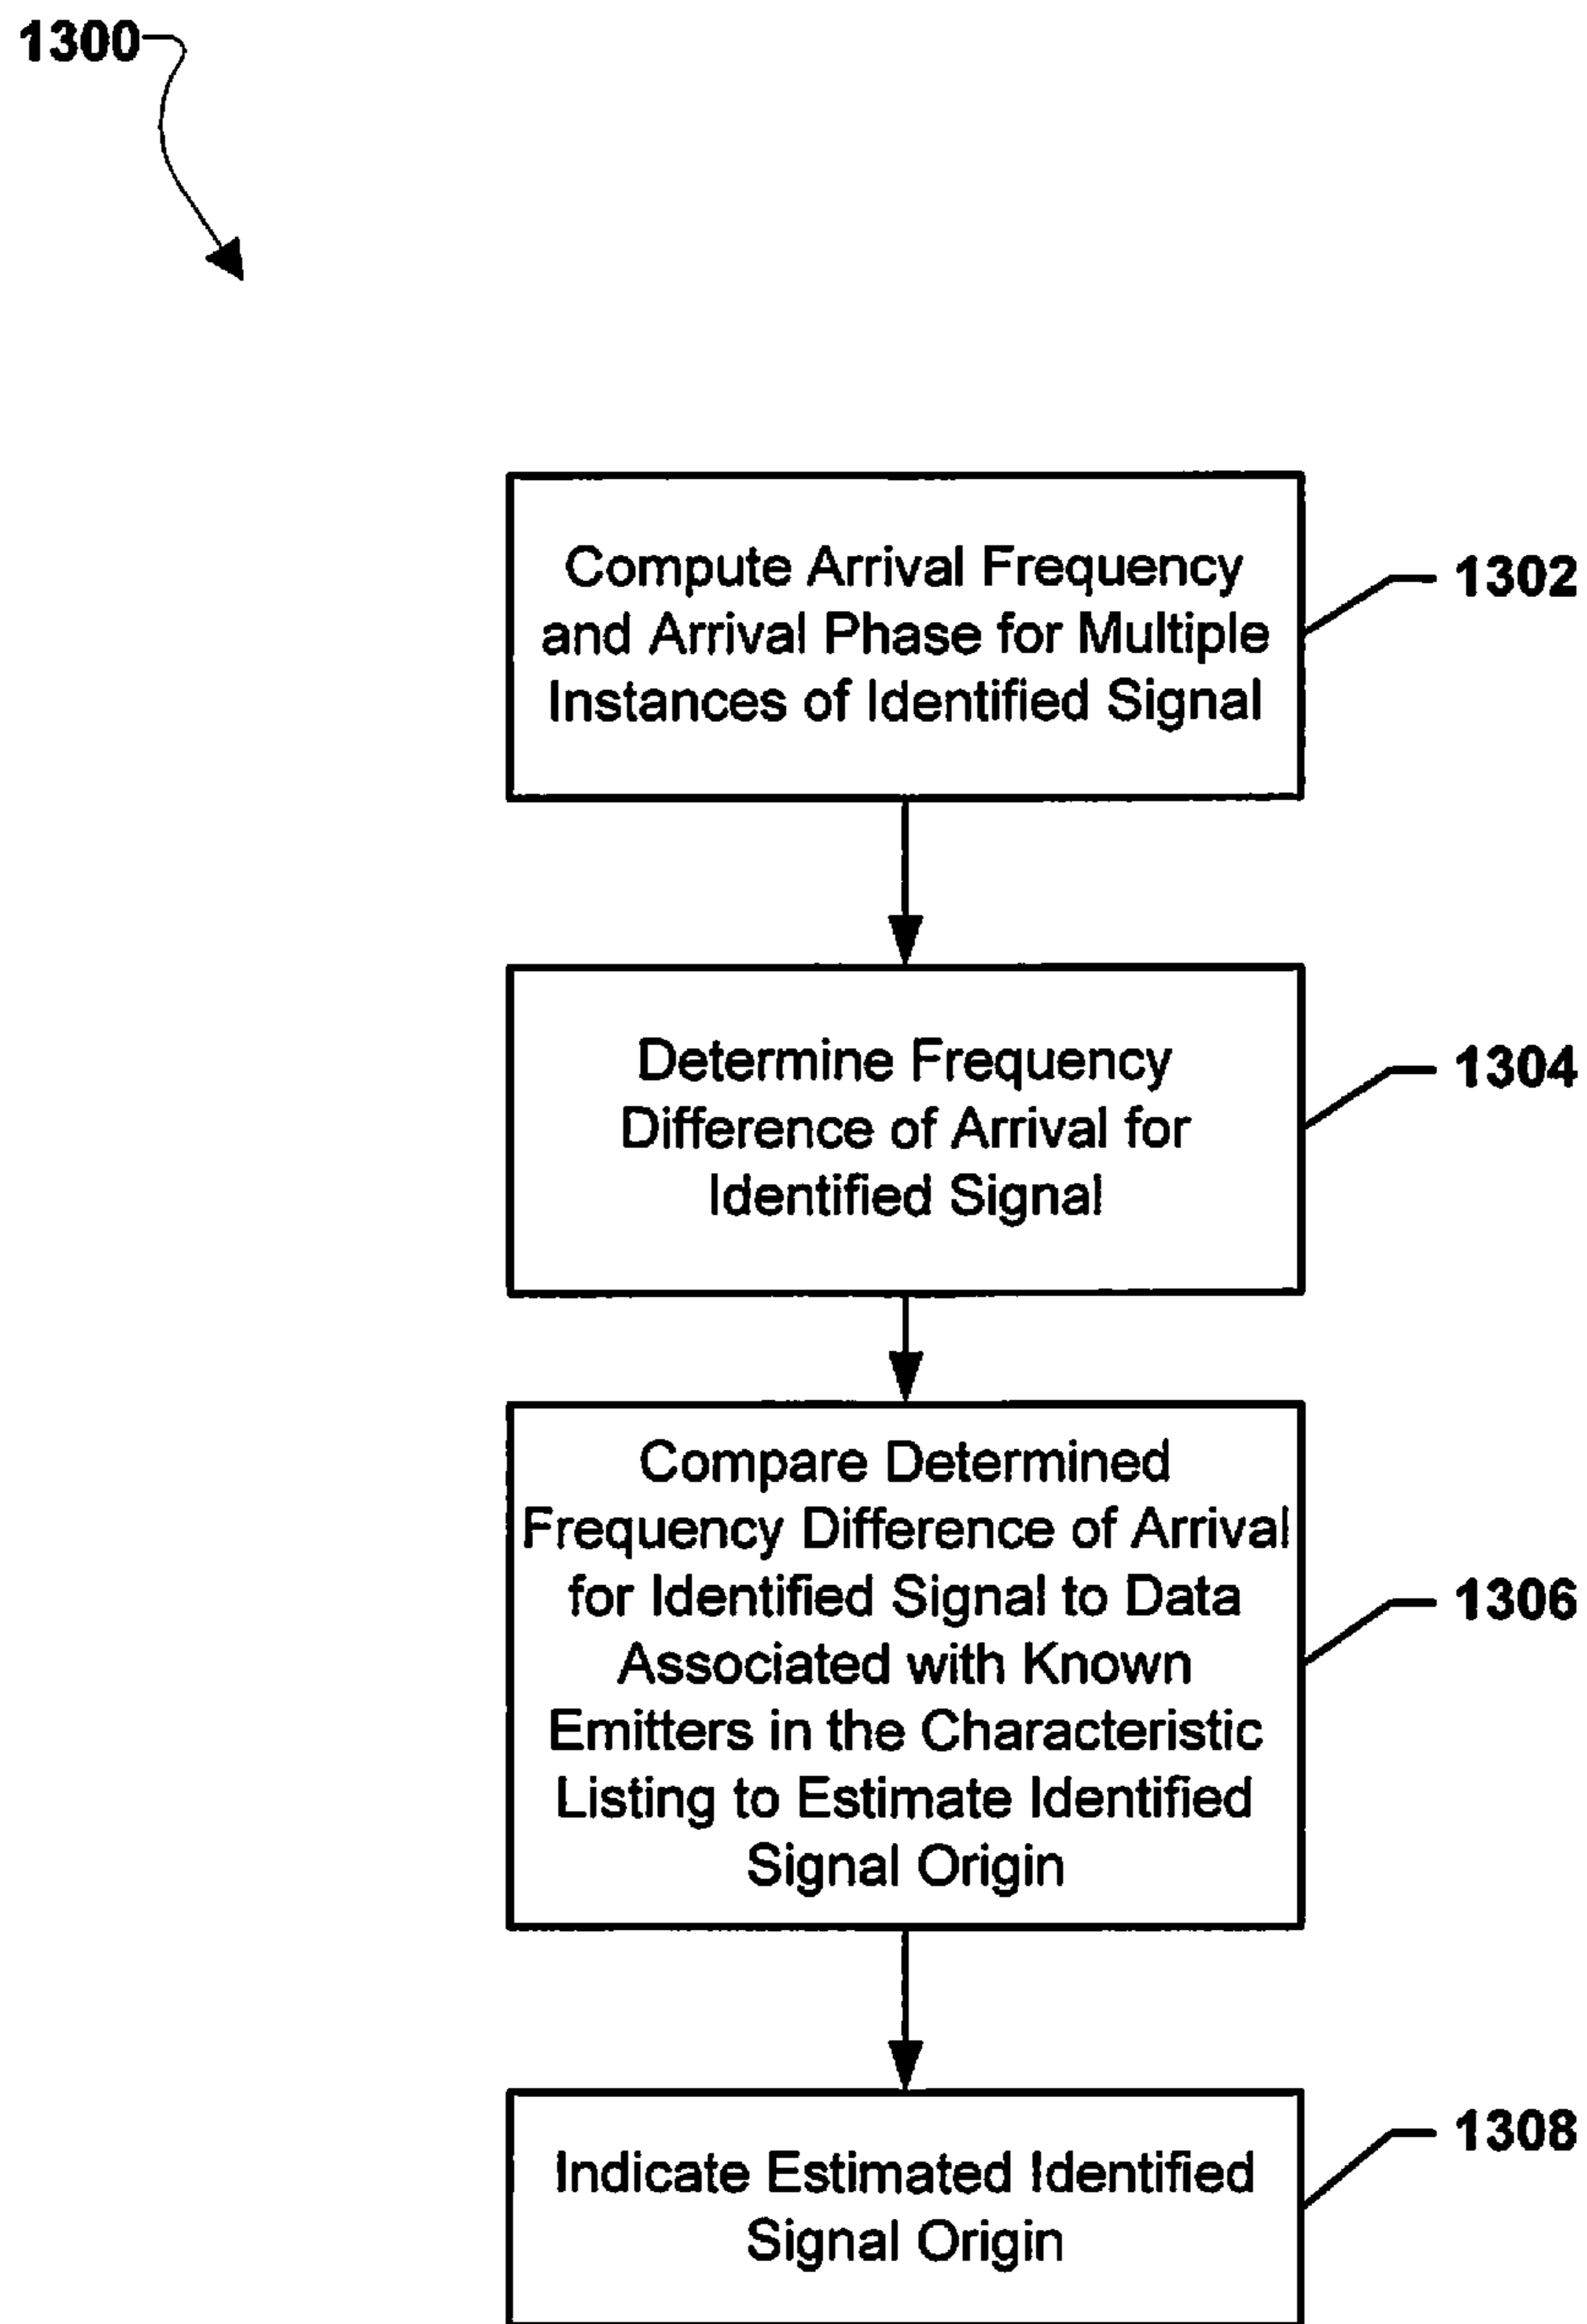 1300
Compute Arrival Frequency
and Arrival Phase for Multiple
Instances of Identified Signal
1302
Determine Frequency
Difference of Arrival for
Identified Signal
1304
Compare Determined
Frequency Difference of Arrival
for Identified Signal to Data
Associated with Known
Emitters in the Characteristic
Listing to Estimate Identified
Signal Origin
1306
Indicate Estimated Identified
Signal Origin
1308